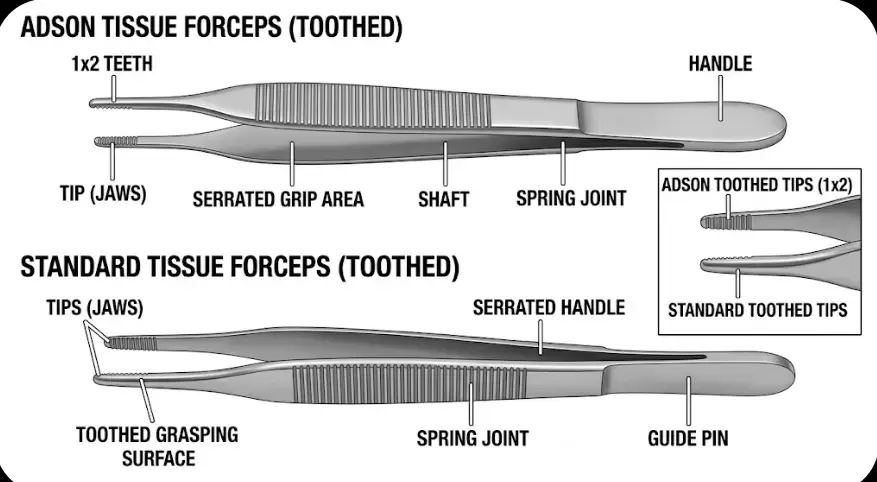 ADSON TISSUE FORCEPS (TOOTHED)
1x2 TEETH
HANDLE
TIP (JAWS)
SERRATED GRIP AREA
SHAFT
SPRING JOINT
ADSON TOOTHED TIPS (1x2)
STANDARD TOOTHED TIPS
STANDARD TISSUE FORCEPS (TOOTHED)
TIPS (JAWS)
SERRATED HANDLE
TOOTHED GRASPING
SURFACE
SPRING JOINT
GUIDE PIN